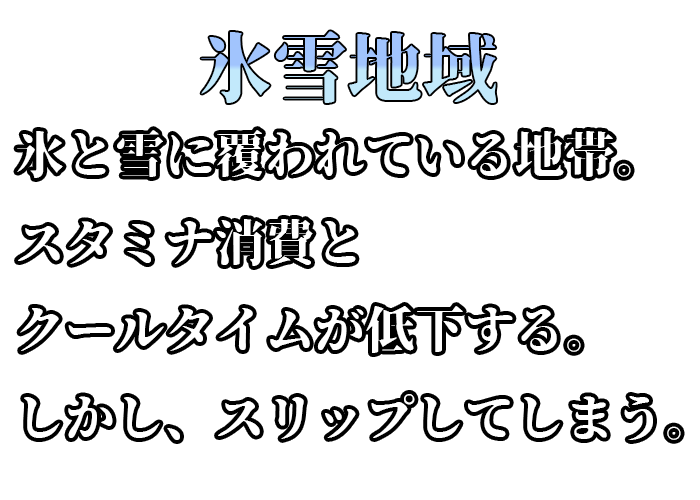 氷雪地域
氷と雪に覆われている地帯。
スタミナ消費と
クールタイムが低下する。
しかし、スリップしてしまう。